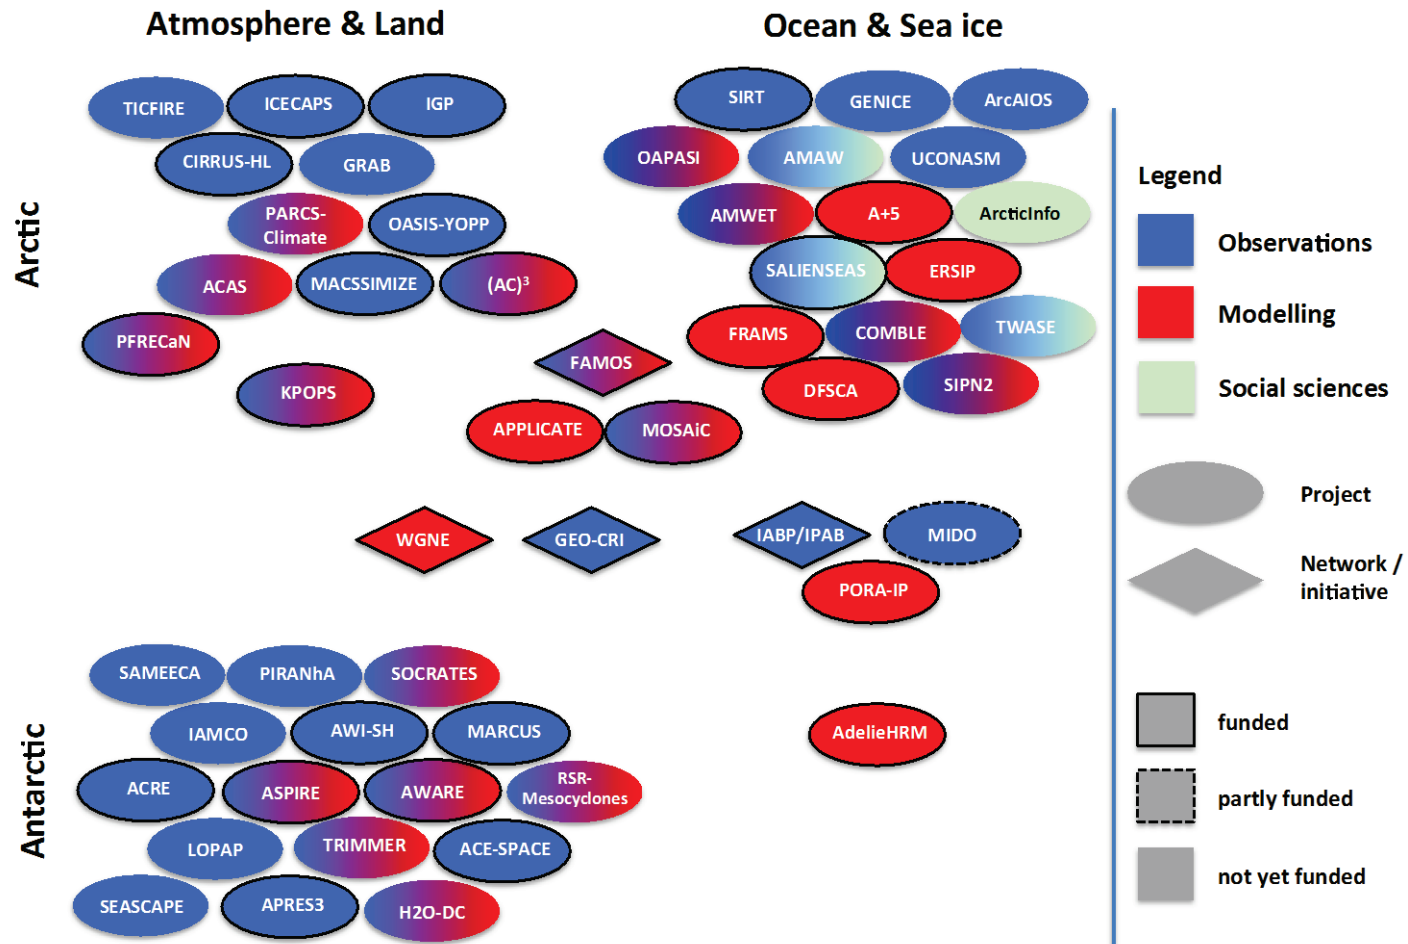 Atmosphere & Land
Ocean & Sea ice
Arctic
TICFIRE
ICECAPS
IGP
CIRRUS-HL
GRAB
PARCS-
Climate
OASIS-YOPP
ACAS
MACSSIMIZE
(AC)³
PFRECaN
KPOPS
SIRT
GENICE
ArcAIOS
OAPASI
AMAW
UCONASM
AMWET
A+5
ArcticInfo
SALIENSEAS
ERSIP
FRAMS
COMBLE
TWASE
DFSCA
SIPN2
FAMOS
APPLICATE
MOSAiC
WGNE
GEO-CRI
IABP/IPAB
MIDO
PORA-IP
Antarctic
SAMEECA
PIRANhA
SOCRATES
IAMCO
AWI-SH
MARCUS
ACRE
ASPIRE
AWARE
RSR-
Mesocyclones
LOPAP
TRIMMER
ACE-SPACE
SEASCAPE
APRES3
H2O-DC
AdelieHRM
Legend
Observations
Modelling
Social sciences
Project
Network /
initiative
funded
partly funded
not yet funded